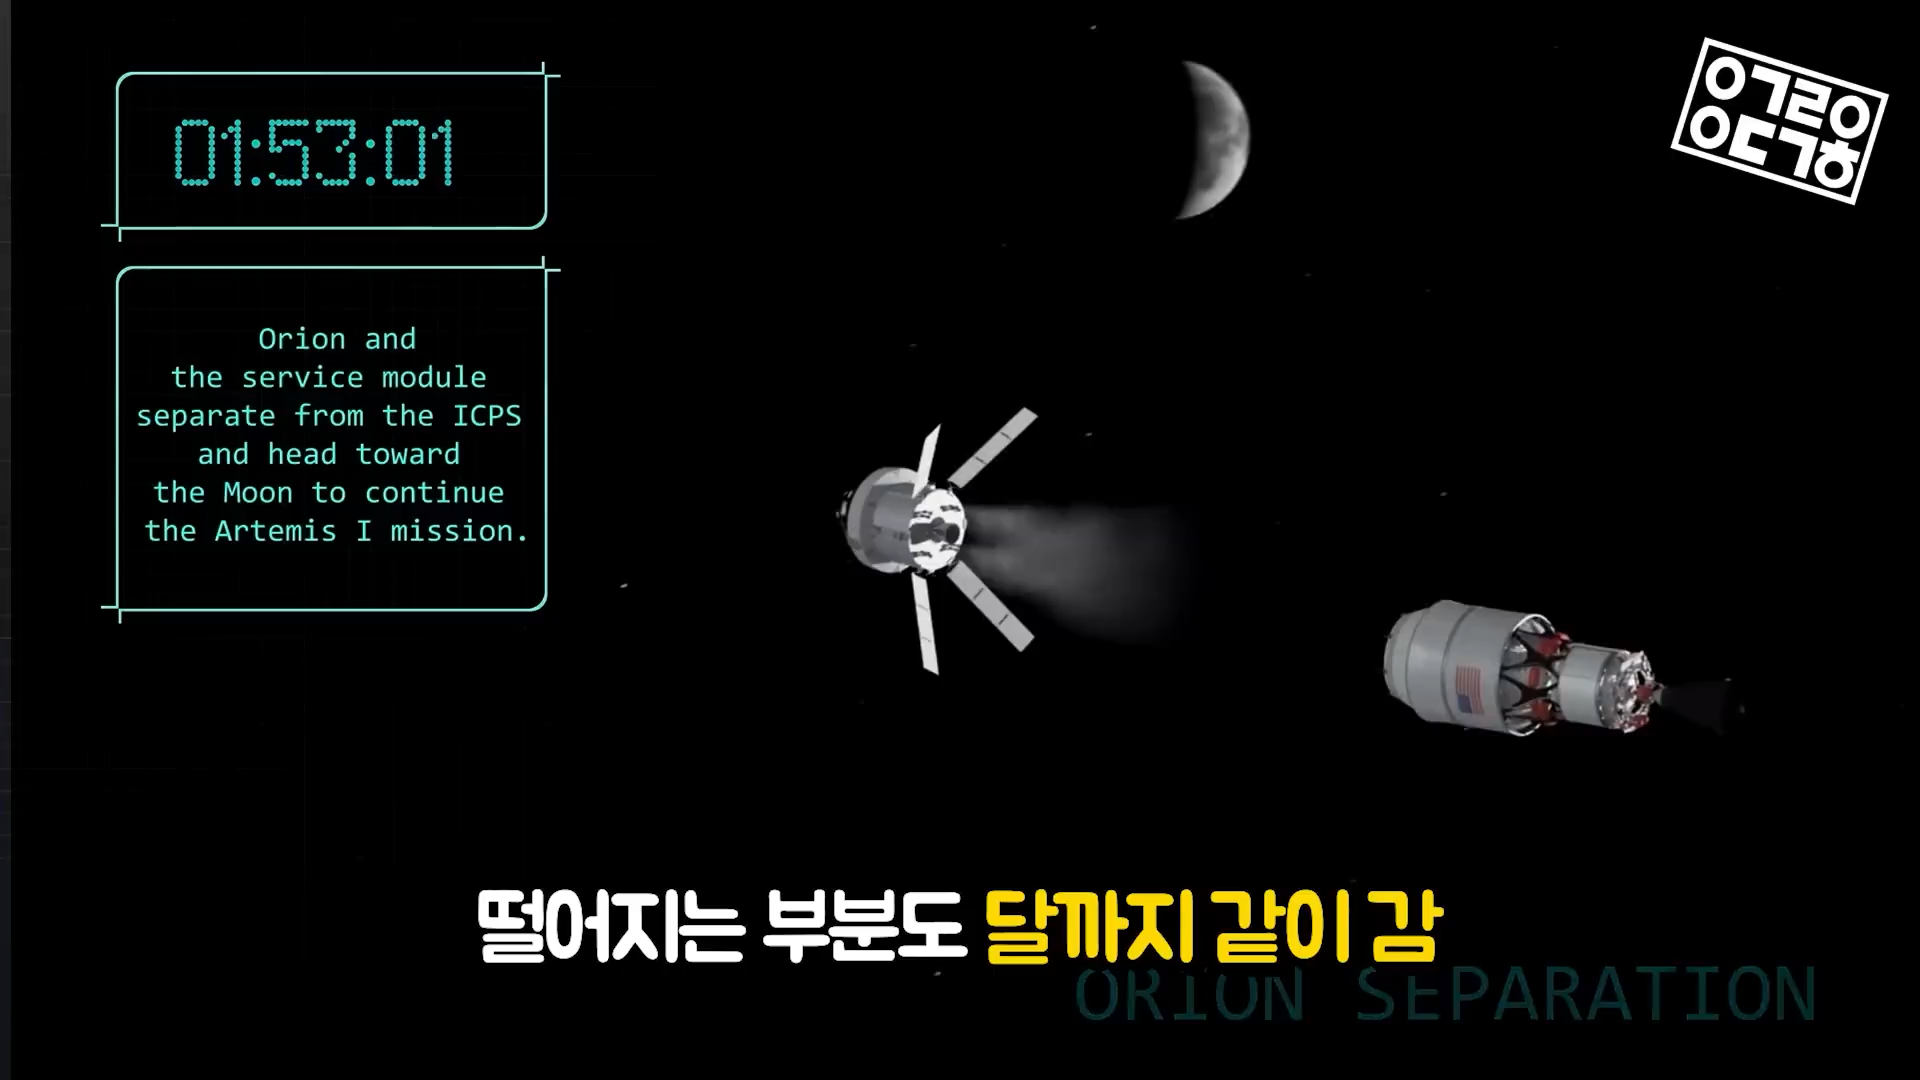 01:53:01
Orion and
the service module
separate from the ICPS
and head toward
the Moon to continue
the Artemis I mission.
떨어지는 부분도 달까지 같이 감
ORION SEPARATION